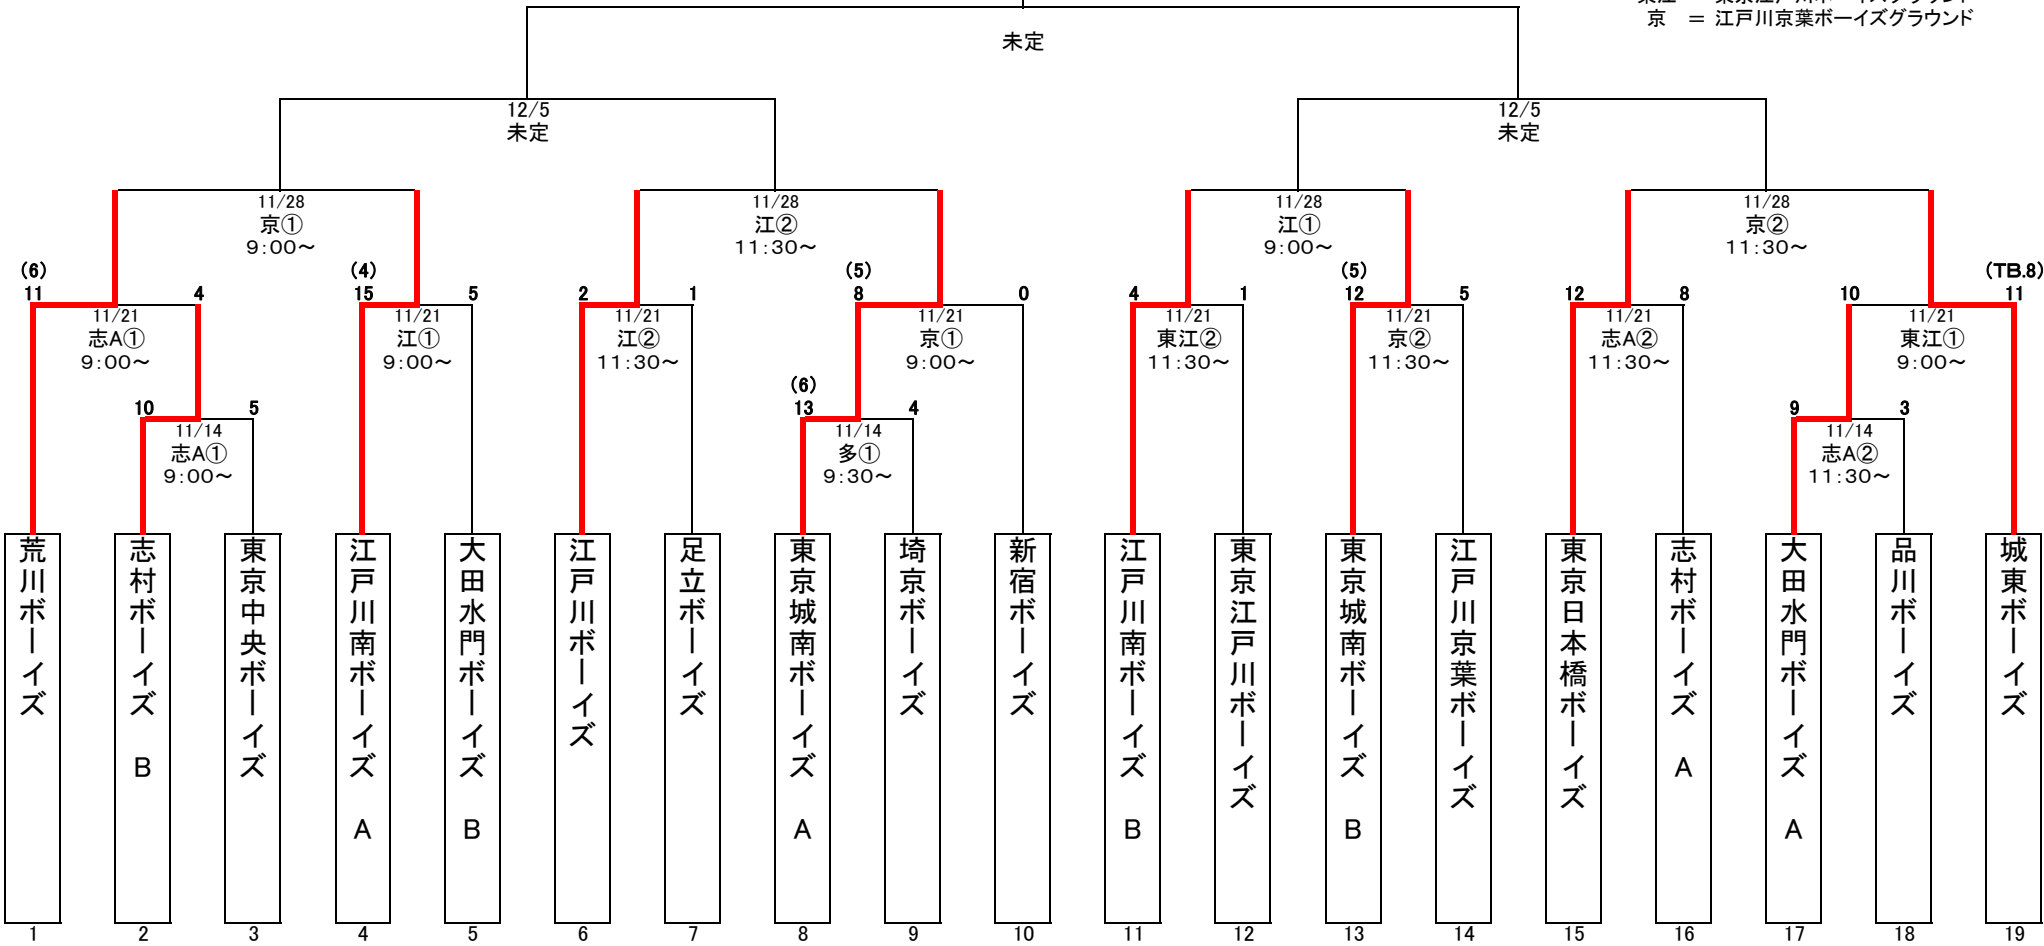 京 = 江戸川京葉ボーイズグラウンド
未定
12/5
未定
12/5
未定
11/28
京①
9:00～
11/28
江②
11:30～
11/28
江①
9:00～
11/28
京②
11:30～
(6)
11
4
11/21
志A①
9:00～
(4)
15
5
11/21
江①
9:00～
2
1
11/21
江②
11:30～
(5)
8
0
11/21
京①
9:00～
4
1
11/21
東江②
11:30～
(5)
12
5
11/21
京②
11:30～
12
8
11/21
志A②
11:30～
10
(TB.8)
11
11/21
東江①
9:00～
10
5
11/14
志A①
9:00～
(6)
13
4
11/14
多①
9:30～
9
3
11/14
志A②
11:30～
荒川ボーイズ
志村ボーイズ B
東京中央ボーイズ
江戸川南ボーイズ A
大田水門ボーイズ B
江戸川ボーイズ
足立ボーイズ
東京城南ボーイズ A
埼京ボーイズ
新宿ボーイズ
江戸川南ボーイズ B
東京江戸川ボーイズ
東京城南ボーイズ B
江戸川京葉ボーイズ
東京日本橋ボーイズ
志村ボーイズ A
大田水門ボーイズ A
品川ボーイズ
城東ボーイズ
1
2
3
4
5
6
7
8
9
10
11
12
13
14
15
16
17
18
19